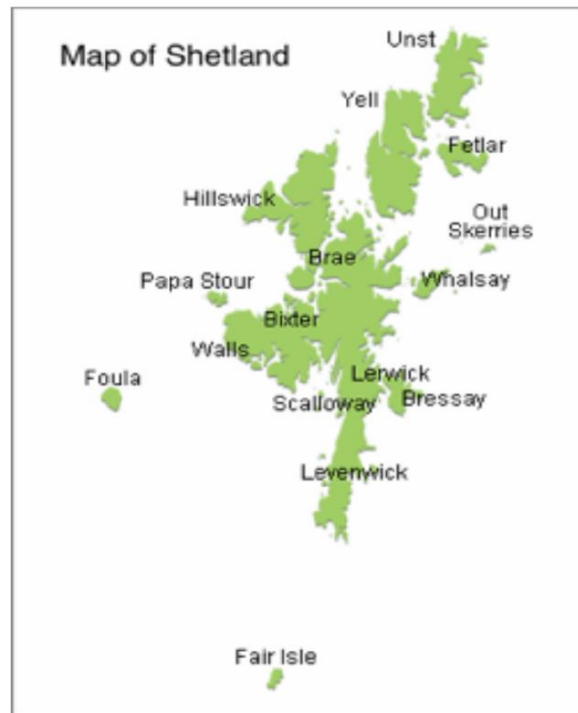 Map of Shetland
Unst
Yell
Fetlar
Hillswick
Out
Skerries
Brae
Papa Stour
Whalsay
Bixter
Walls
Foula
Lerwick
Scalloway
Bressay
Levenwick
Fair Isle